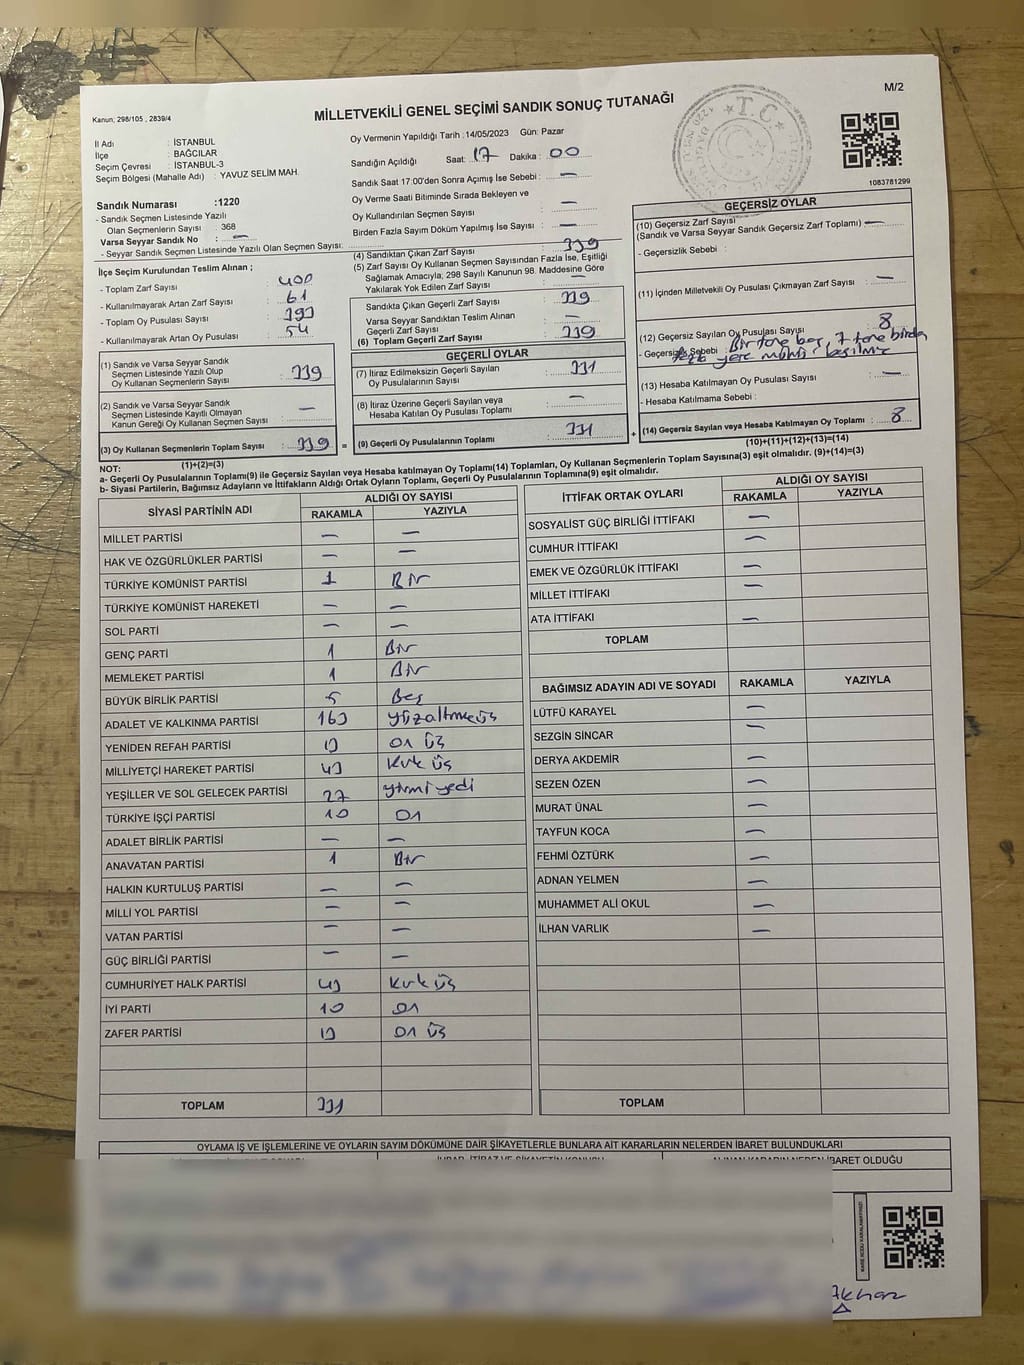 M/2
Kanun; 298/105 , 2839/4
MİLLETVEKİLİ GENEL SEÇİMİ SANDIK SONUÇ TUTANAĞI
İl Adı : İSTANBUL
İlçe : BAĞCILAR
Seçim Çevresi : İSTANBUL-3
Seçim Bölgesi (Mahalle Adı) : YAVUZ SELİM MAH.
Sandık Numarası :1220
- Sandık Seçmen Listesinde Yazılı
Olan Seçmenlerin Sayısı : 368
Varsa Seyyar Sandık No : —
- Seyyar Sandık Seçmen Listesinde Yazılı Olan Seçmen Sayısı:
İlçe Seçim Kurulundan Teslim Alınan ;
- Toplam Zarf Sayısı : 400
- Kullanılmayarak Artan Zarf Sayısı : 61
- Toplam Oy Pusulası Sayısı : 393
- Kullanılmayarak Artan Oy Pusulası : 54
(1) Sandık ve Varsa Seyyar Sandık
Seçmen Listesinde Yazılı Olup
Oy Kullanan Seçmenlerin Sayısı : 339
(2) Sandık ve Varsa Seyyar Sandık
Seçmen Listesinde Kayıtlı Olmayan
Kanun Gereği Oy Kullanan Seçmen Sayısı : —
(3) Oy Kullanan Seçmenlerin Toplam Sayısı : 339 =
(1)+(2)=(3)
Oy Vermenin Yapıldığı Tarih :14/05/2023 Gün: Pazar
Sandığın Açıldığı Saat: 17 Dakika : 00
Sandık Saat 17:00'den Sonra Açımış İse Sebebi : —
Oy Verme Saati Bitiminde Sırada Bekleyen ve
Oy Kullandırılan Seçmen Sayısı : —
Birden Fazla Sayım Döküm Yapılmış İse Sayısı : —
(4) Sandıktan Çıkan Zarf Sayısı : 339
(5) Zarf Sayısı Oy Kullanan Seçmen Sayısından Fazla İse, Eşitliği
Sağlamak Amacıyla; 298 Sayılı Kanunun 98. Maddesine Göre
Yakılarak Yok Edilen Zarf Sayısı : —
Sandıkta Çıkan Geçerli Zarf Sayısı : 339
Varsa Seyyar Sandıktan Teslim Alınan
Geçerli Zarf Sayısı : —
(6) Toplam Geçerli Zarf Sayısı : 339
GEÇERLİ OYLAR
(7) İtiraz Edilmeksizin Geçerli Sayılan
Oy Pusulalarının Sayısı : 331
(8) İtiraz Üzerine Geçerli Sayılan veya
Hesaba Katılan Oy Pusulası Toplamı : —
(9) Geçerli Oy Pusulalarının Toplamı : 331 +
T.C
1083781299
GEÇERSİZ OYLAR
(10) Geçersiz Zarf Sayısı : —
(Sandık ve Varsa Seyyar Sandık Geçersiz Zarf Toplamı)
- Geçersizlik Sebebi :
(11) İçinden Milletvekili Oy Pusulası Çıkmayan Zarf Sayısı : —
(12) Geçersiz Sayılan Oy Pusulası Sayısı : 8
- Geçersizlik Sebebi : Bir tane boş, 7 tane birden
fazla yere mühür basılmış
(13) Hesaba Katılmayan Oy Pusulası Sayısı : —
- Hesaba Katılmama Sebebi :
(14) Geçersiz Sayılan veya Hesaba Katılmayan Oy Toplamı : 8
(10)+(11)+(12)+(13)=(14)
NOT:
a- Geçerli Oy Pusulalarının Toplamı(9) ile Geçersiz Sayılan veya Hesaba katılmayan Oy Toplamı(14) Toplamları, Oy Kullanan Seçmenlerin Toplam Sayısına(3) eşit olmalıdır. (9)+(14)=(3)
b- Siyasi Partilerin, Bağımsız Adayların ve İttifakların Aldığı Ortak Oyların Toplamı, Geçerli Oy Pusulalarının Toplamına(9) eşit olmalıdır.
SİYASİ PARTİNİN ADI ALDIĞI OY SAYISI
RAKAMLA YAZIYLA
MİLLET PARTİSİ — —
HAK VE ÖZGÜRLÜKLER PARTİSİ — —
TÜRKİYE KOMÜNİST PARTİSİ 1 Bir
TÜRKİYE KOMÜNİST HAREKETİ — —
SOL PARTİ — —
GENÇ PARTİ 1 Bir
MEMLEKET PARTİSİ 1 Bir
BÜYÜK BİRLİK PARTİSİ 5 Beş
ADALET VE KALKINMA PARTİSİ 163 yüzaltmışüç
YENİDEN REFAH PARTİSİ 13 On üç
MİLLİYETÇİ HAREKET PARTİSİ 43 Kırk üç
YEŞİLLER VE SOL GELECEK PARTİSİ 27 yirmi yedi
TÜRKİYE İŞÇİ PARTİSİ 10 On
ADALET BİRLİK PARTİSİ — —
ANAVATAN PARTİSİ 1 Bir
HALKIN KURTULUŞ PARTİSİ — —
MİLLİ YOL PARTİSİ — —
VATAN PARTİSİ — —
GÜÇ BİRLİĞİ PARTİSİ — —
CUMHURİYET HALK PARTİSİ 43 Kırk üç
İYİ PARTİ 10 On
ZAFER PARTİSİ 13 On üç
TOPLAM 331
İTTİFAK ORTAK OYLARI ALDIĞI OY SAYISI
RAKAMLA YAZIYLA
SOSYALİST GÜÇ BİRLİĞİ İTTİFAKI —
CUMHUR İTTİFAKI —
EMEK VE ÖZGÜRLÜK İTTİFAKI —
MİLLET İTTİFAKI —
ATA İTTİFAKI —
TOPLAM
BAĞIMSIZ ADAYIN ADI VE SOYADI RAKAMLA YAZIYLA
LÜTFÜ KARAYEL —
SEZGİN SİNCAR —
DERYA AKDEMİR —
SEZEN ÖZEN —
MURAT ÜNAL —
TAYFUN KOCA —
FEHMİ ÖZTÜRK —
ADNAN YELMEN —
MUHAMMET ALİ OKUL —
İLHAN VARLIK —
TOPLAM
OYLAMA İŞ VE İŞLEMLERİNE VE OYLARIN SAYIM DÖKÜMÜNE DAİR ŞİKAYETLERLE BUNLARA AİT KARARLARIN NELERDEN İBARET BULUNDUKLARI
İHBAR, İTİRAZ VE ŞİKAYETİN KONUSU
ALINAN KARARIN NEDEN İBARET OLDUĞU
KARE KODU KARALAMAYINIZ!